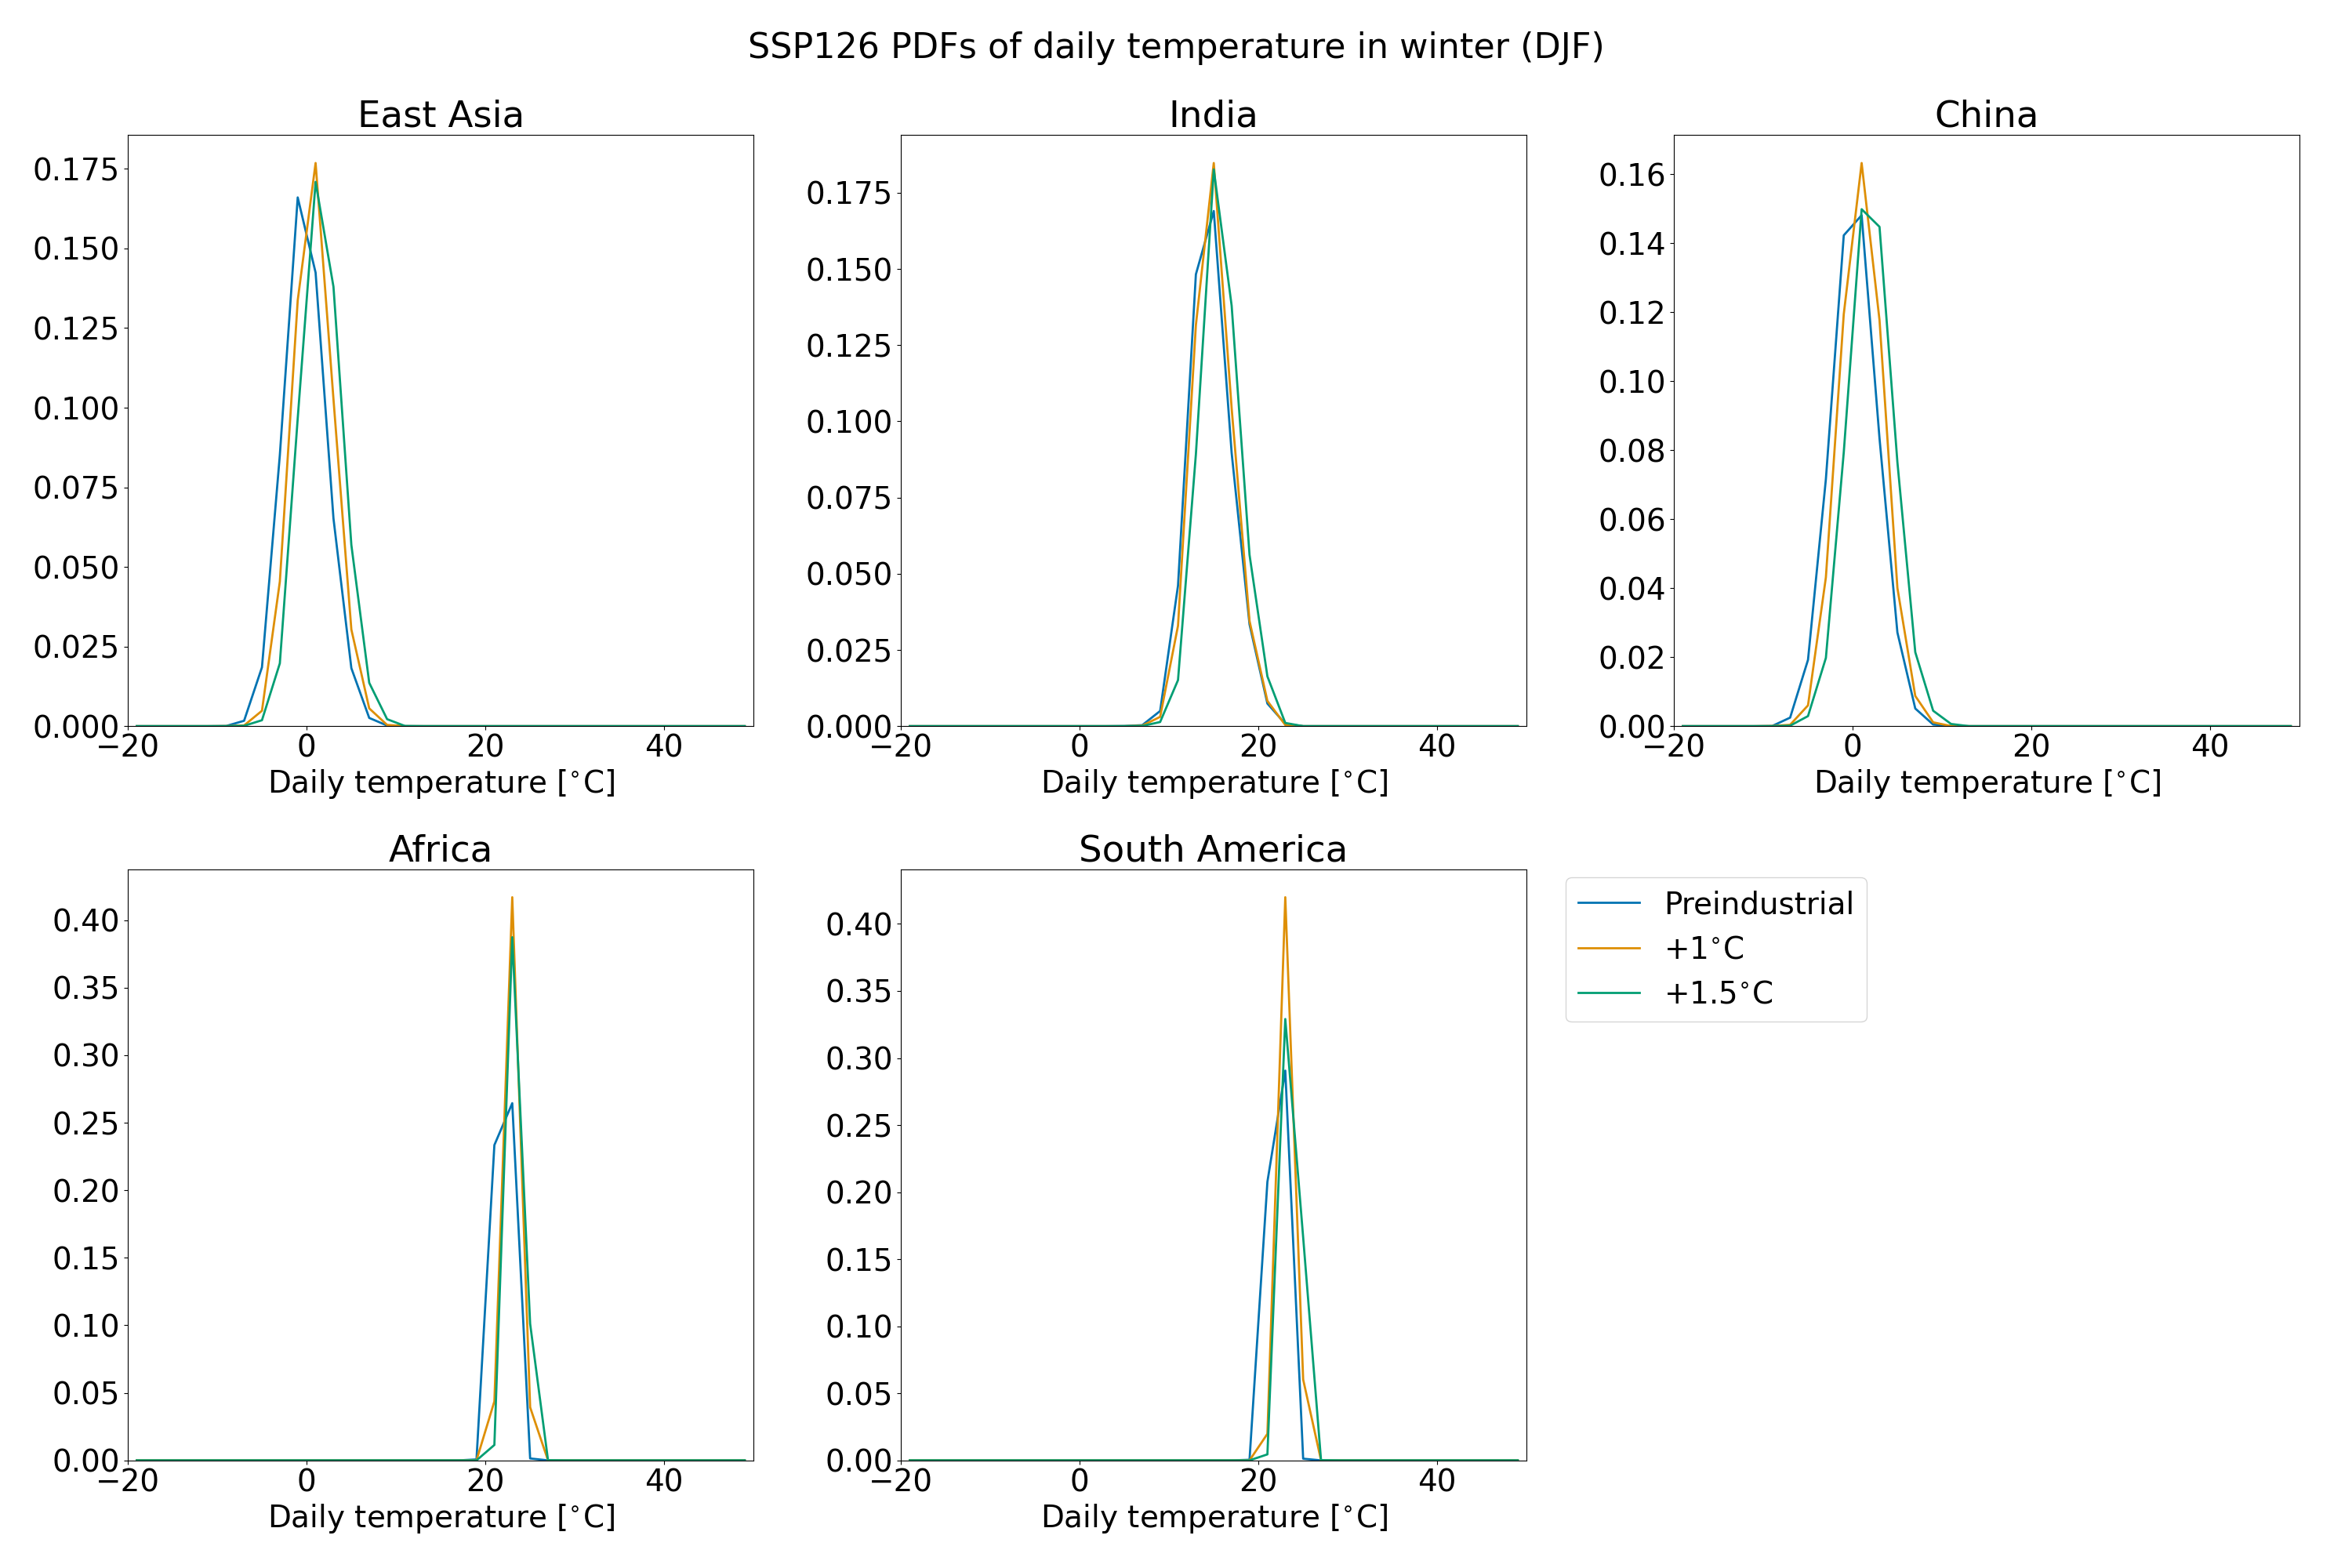 SSP126 PDFs of daily temperature in winter (DJF)
East Asia
0.175
0.150
0.125
0.100
0.075
0.050
0.025
0.000
−20 0 20 40
Daily temperature [°C]
India
0.175
0.150
0.125
0.100
0.075
0.050
0.025
0.000
−20 0 20 40
Daily temperature [°C]
China
0.16
0.14
0.12
0.10
0.08
0.06
0.04
0.02
0.00
−20 0 20 40
Daily temperature [°C]
Africa
0.40
0.35
0.30
0.25
0.20
0.15
0.10
0.05
0.00
−20 0 20 40
Daily temperature [°C]
South America
0.40
0.35
0.30
0.25
0.20
0.15
0.10
0.05
0.00
−20 0 20 40
Daily temperature [°C]
Preindustrial
+1°C
+1.5°C